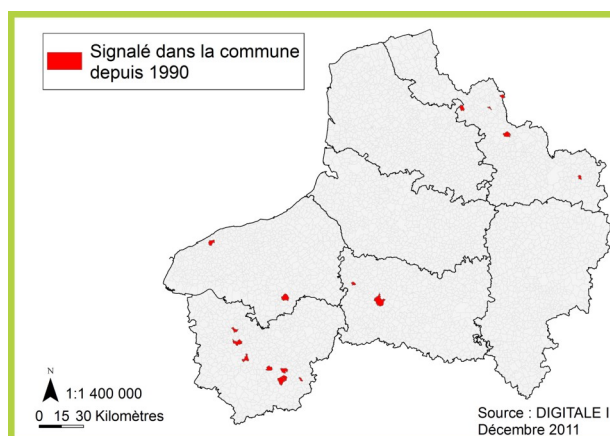 Signalé dans la commune
depuis 1990
N
1:1 400 000
0 15 30 Kilomètres
Source : DIGITALE I
Décembre 2011